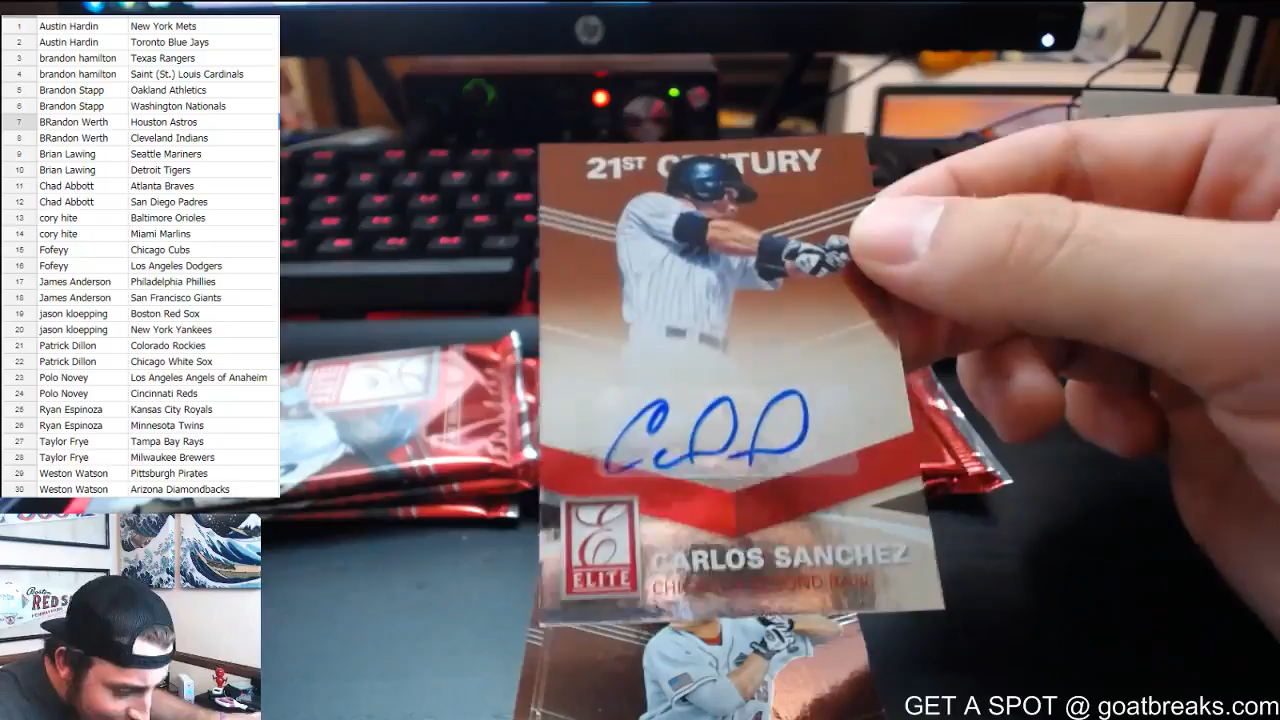 1 Austin Hardin New York Mets
2 Austin Hardin Toronto Blue Jays
3 brandon hamilton Texas Rangers
4 brandon hamilton Saint (St.) Louis Cardinals
5 Brandon Stapp Oakland Athletics
6 Brandon Stapp Washington Nationals
7 BRandon Werth Houston Astros
8 BRandon Werth Cleveland Indians
9 Brian Lawing Seattle Mariners
10 Brian Lawing Detroit Tigers
11 Chad Abbott Atlanta Braves
12 Chad Abbott San Diego Padres
13 cory hite Baltimore Orioles
14 cory hite Miami Marlins
15 Fofeyy Chicago Cubs
16 Fofeyy Los Angeles Dodgers
17 James Anderson Philadelphia Phillies
18 James Anderson San Francisco Giants
19 jason kloepping Boston Red Sox
20 jason kloepping New York Yankees
21 Patrick Dillon Colorado Rockies
22 Patrick Dillon Chicago White Sox
23 Polo Novey Los Angeles Angels of Anaheim
24 Polo Novey Cincinnati Reds
25 Ryan Espinoza Kansas City Royals
26 Ryan Espinoza Minnesota Twins
27 Taylor Frye Tampa Bay Rays
28 Taylor Frye Milwaukee Brewers
29 Weston Watson Pittsburgh Pirates
30 Weston Watson Arizona Diamondbacks
hp
21ST CENTURY
E
ELITE
CARLOS SANCHEZ
ELITE
Boston
RED S
GET A SPOT @ goatbreaks.com